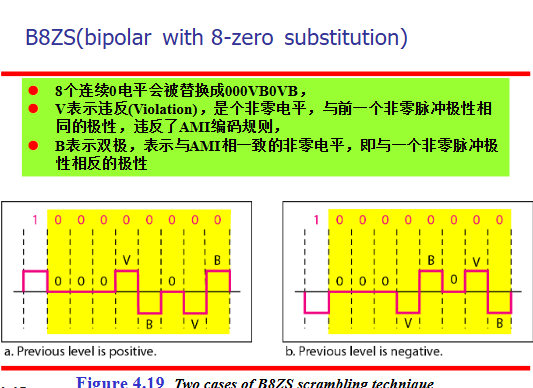 B8ZS(bipolar with 8-zero substitution)
8个连续0电平会被替换成000VB0VB，
V表示违反(Violation)，是个非零电平，与前一个非零脉冲极性相
同的极性，违反了AMI编码规则，
B表示双极，表示与AMI相一致的非零电平，即与一个非零脉冲极
性相反的极性
1 0 0 0 0 0 0 0 0
V B
0 0 0 0
B V
a. Previous level is positive.
1 0 0 0 0 0 0 0 0
B V
0 0 0 0
V B
b. Previous level is negative.
Figure 4.19 Two cases of B8ZS scrambling technique